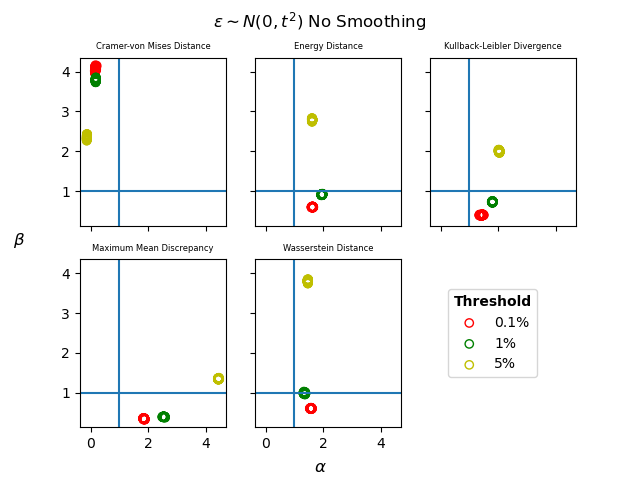 ε ~ N(0, t²) No Smoothing
Cramer-von Mises Distance
Energy Distance
Kullback-Leibler Divergence
4
3
2
1
β
Maximum Mean Discrepancy
Wasserstein Distance
4
3
2
1
0 2 4
0 2 4
α
Threshold
0.1%
1%
5%